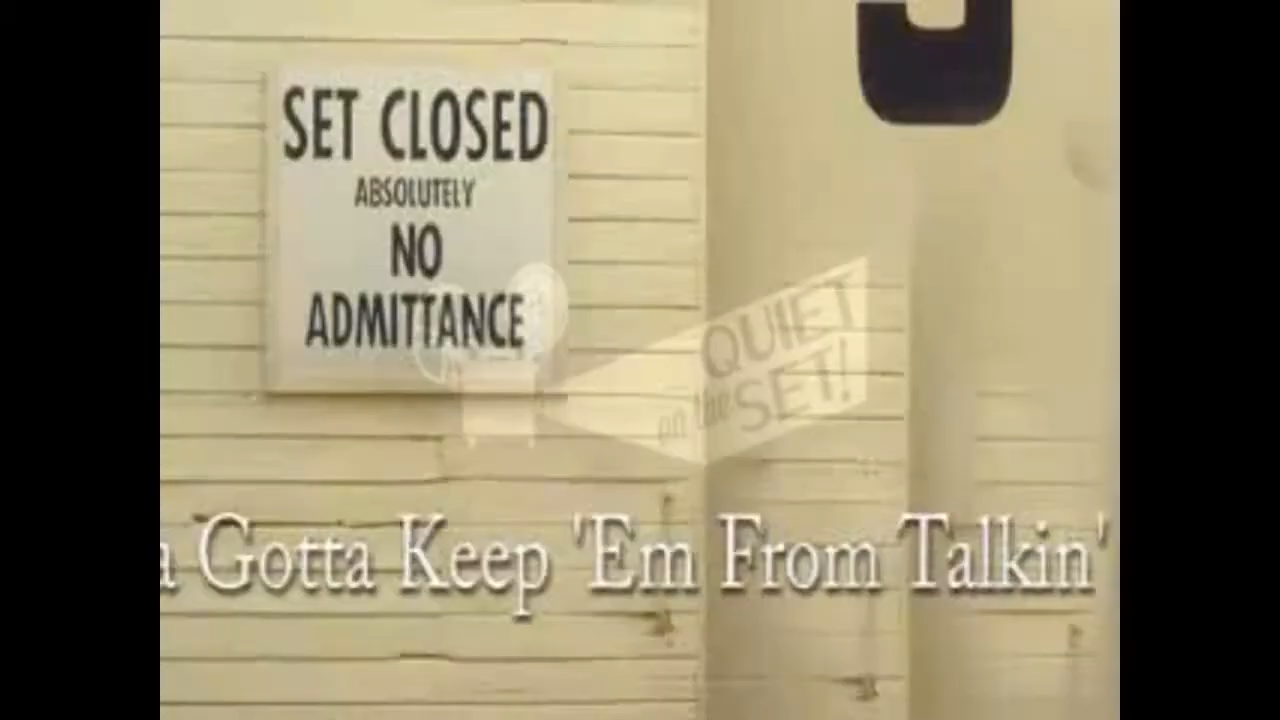 SET CLOSED
ABSOLUTELY
NO
ADMITTANCE
QUIET
on the SET!
a Gotta Keep 'Em From Talkin'